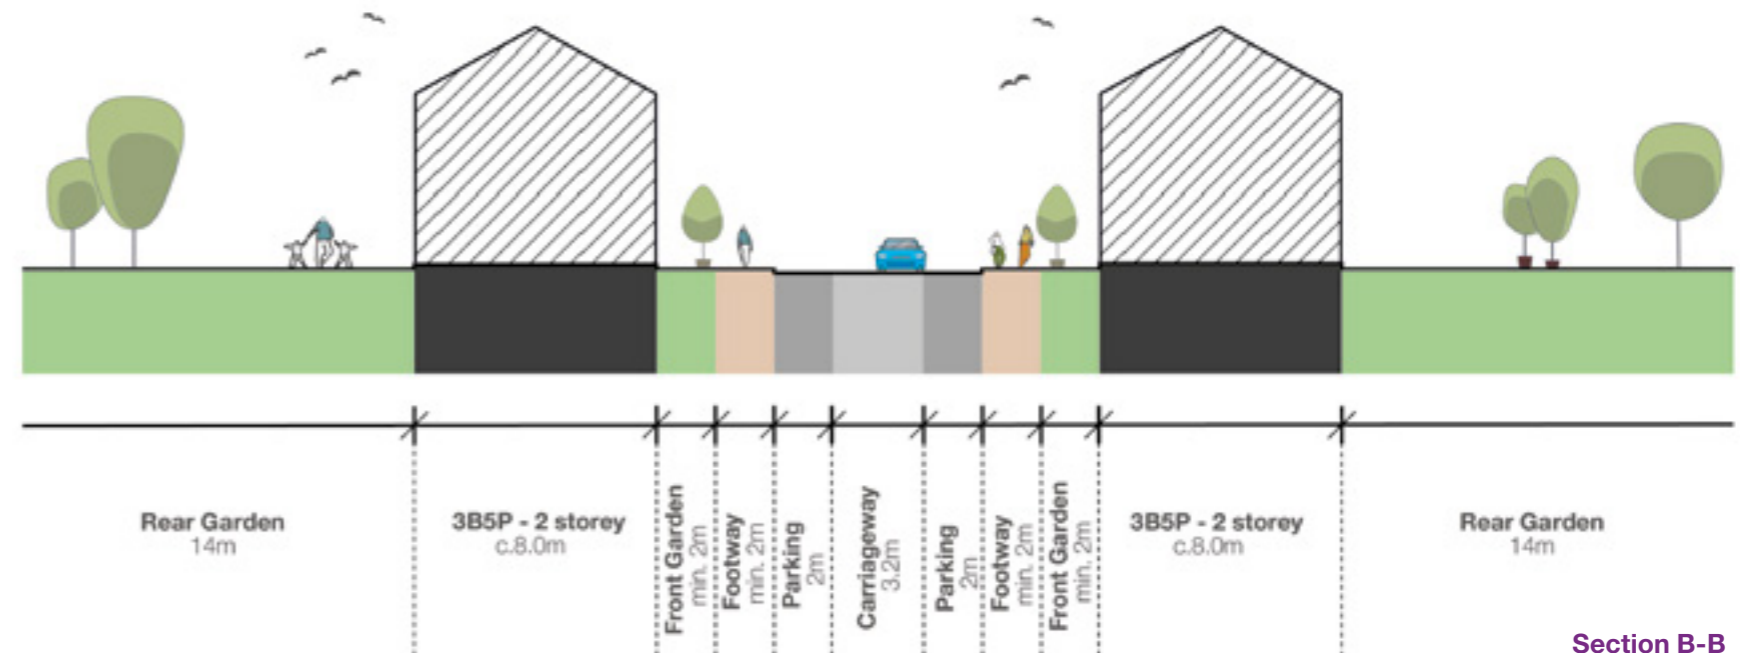 Rear Garden
14m
3B5P - 2 storey
c.8.0m
Front Garden
min. 2m
Footway
min. 2m
Parking
2m
Carriageway
3.2m
Parking
2m
Footway
min. 2m
Front Garden
min. 2m
3B5P - 2 storey
c.8.0m
Rear Garden
14m
Section B-B